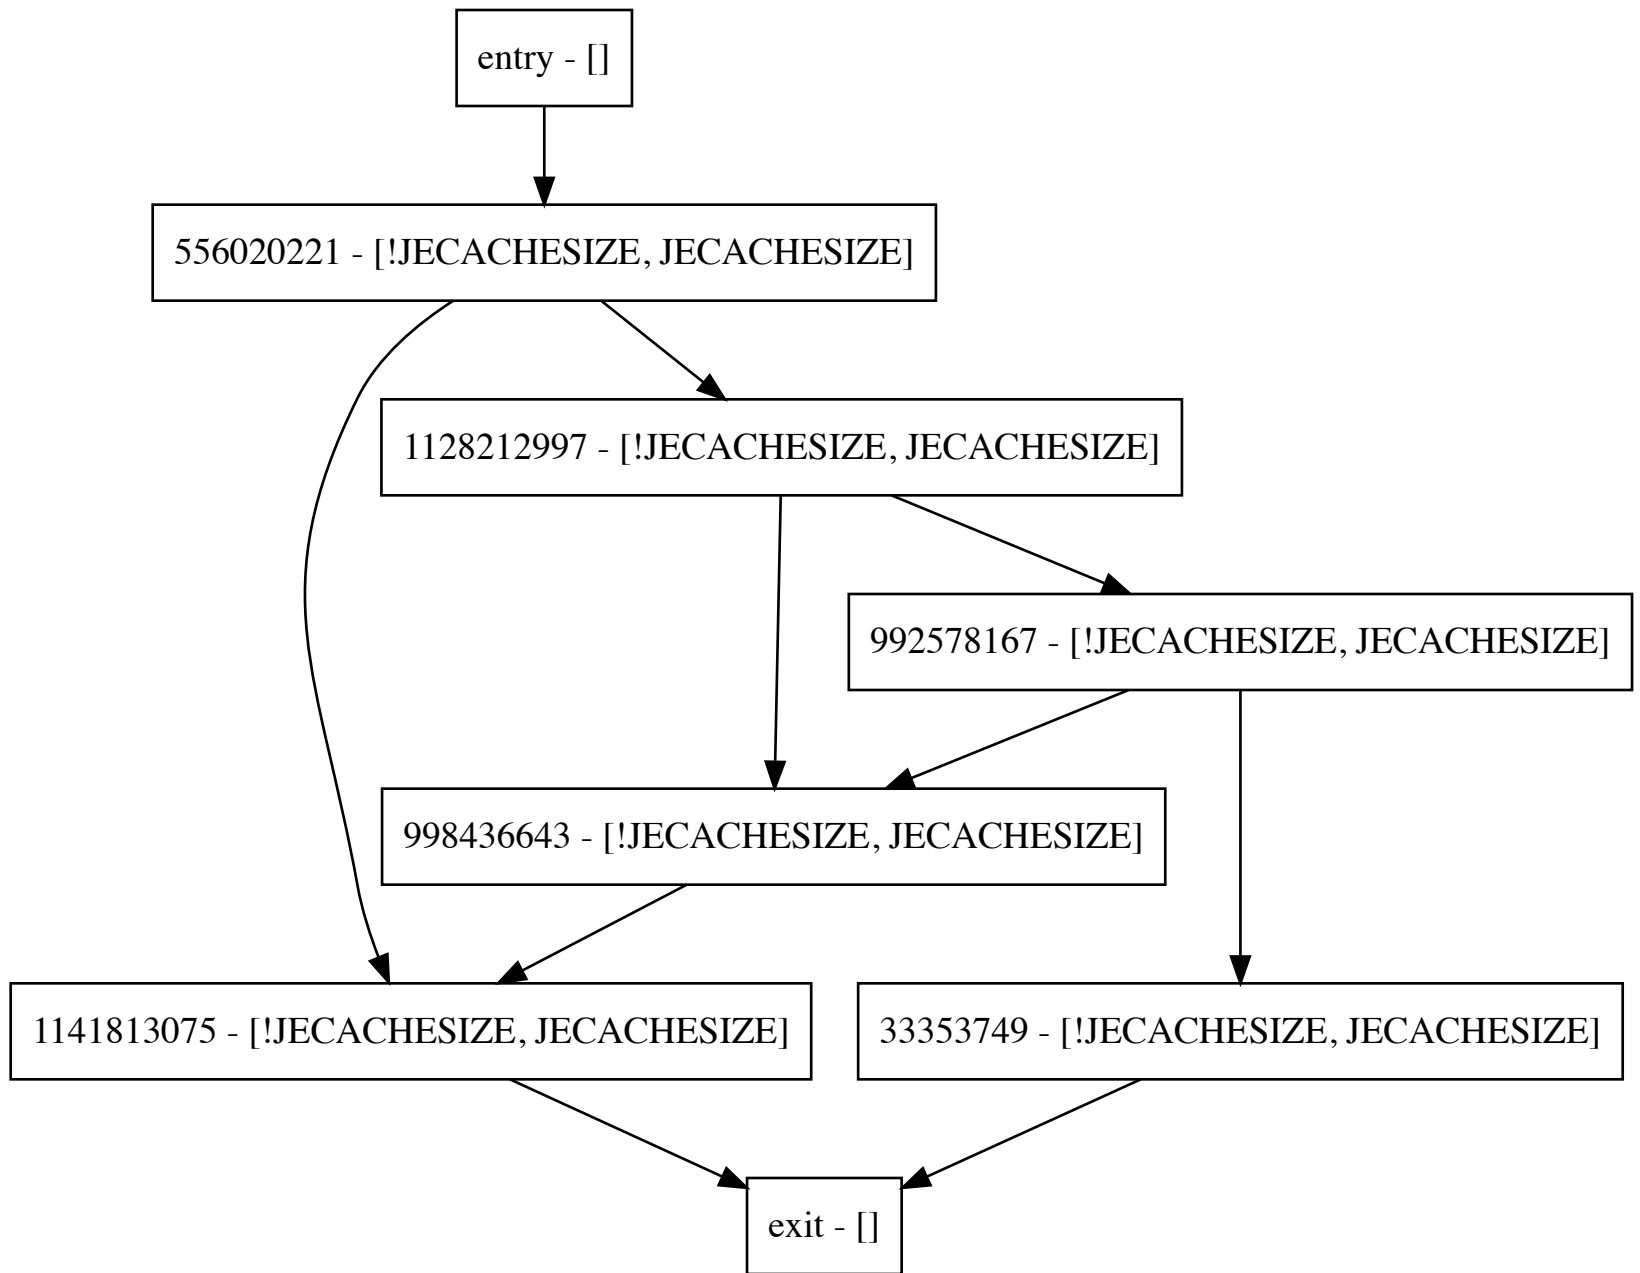 entry - []
556020221 - [!JECACHESIZE, JECACHESIZE]
1128212997 - [!JECACHESIZE, JECACHESIZE]
992578167 - [!JECACHESIZE, JECACHESIZE]
998436643 - [!JECACHESIZE, JECACHESIZE]
1141813075 - [!JECACHESIZE, JECACHESIZE]
33353749 - [!JECACHESIZE, JECACHESIZE]
exit - []